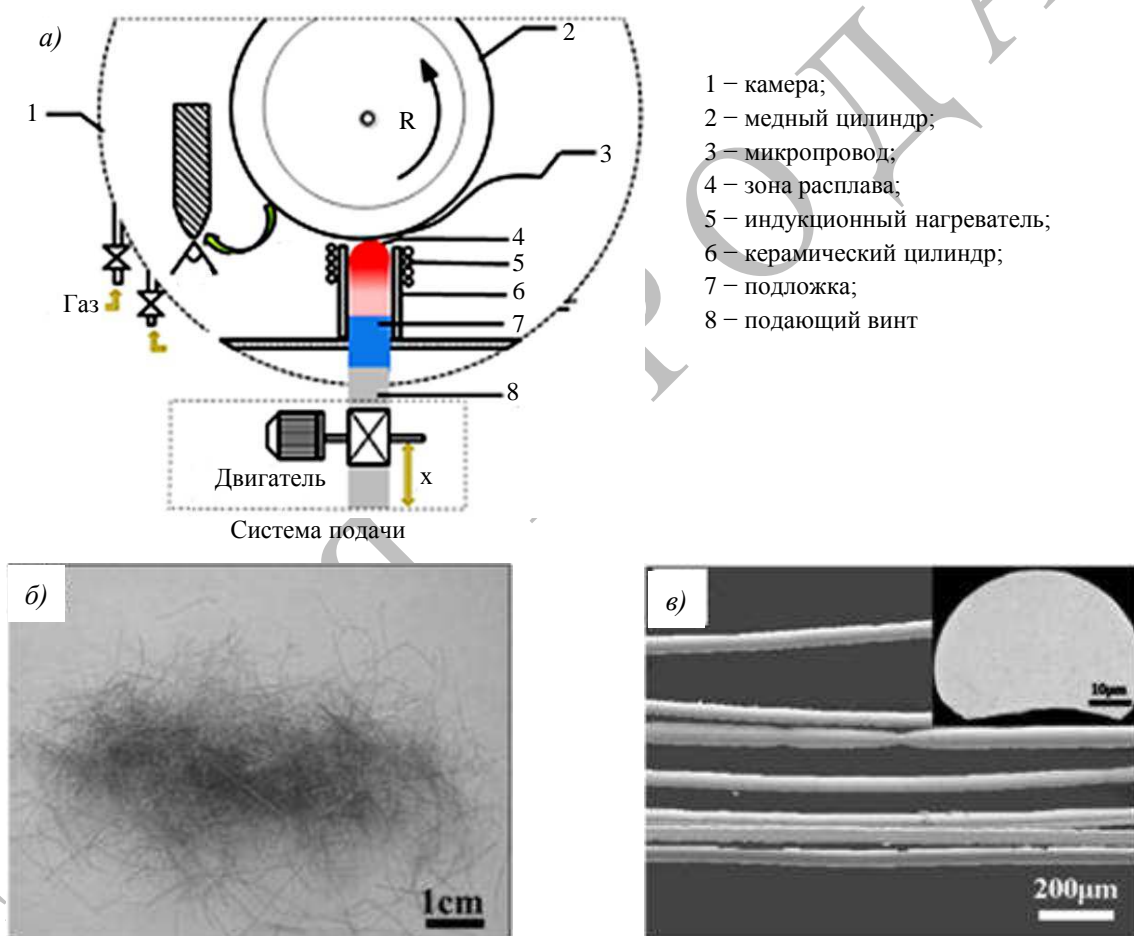 а)
1
2
R
3
4
5
6
7
8
Газ
Двигатель
x
Система подачи
1 − камера;
2 − медный цилиндр;
3 − микропровод;
4 − зона расплава;
5 − индукционный нагреватель;
6 − керамический цилиндр;
7 − подложка;
8 − подающий винт
б)
1cm
в)
10μm
200μm